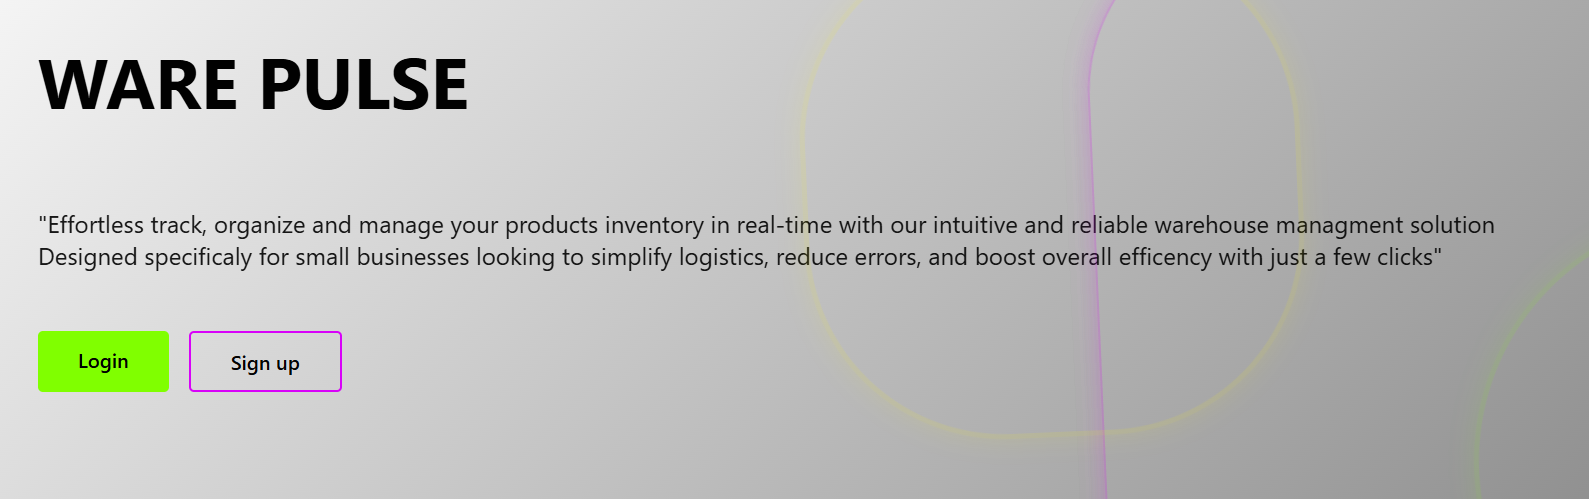 WARE PULSE
"Effortless track, organize and manage your products inventory in real-time with our intuitive and reliable warehouse managment solution
Designed specificaly for small businesses looking to simplify logistics, reduce errors, and boost overall efficency with just a few clicks"
Login
Sign up